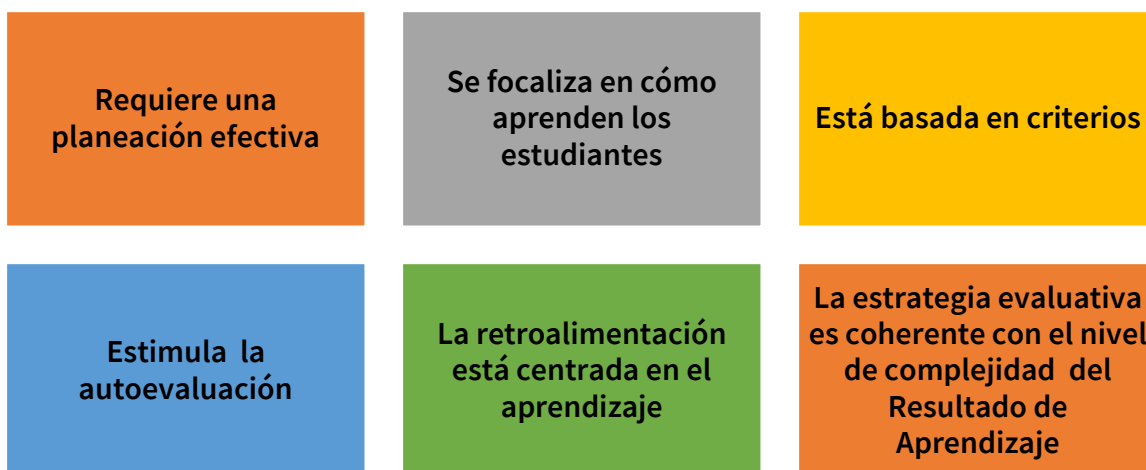 Requiere una
planeación efectiva
Se focaliza en cómo
aprenden los
estudiantes
Está basada en criterios
Estimula la
autoevaluación
La retroalimentación
está centrada en el
aprendizaje
La estrategia evaluativa
es coherente con el nivel
de complejidad del
Resultado de
Aprendizaje